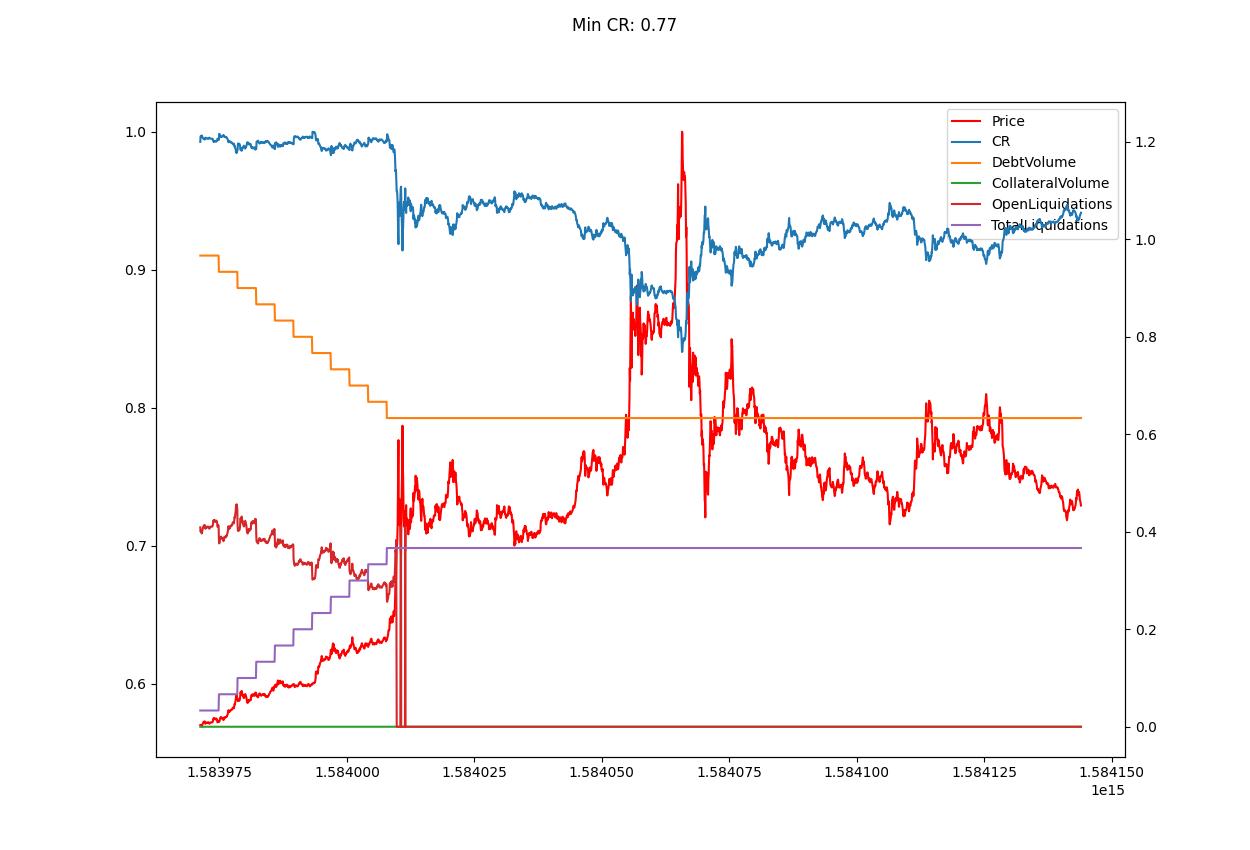 Min CR: 0.77
1.0
0.9
0.8
0.7
0.6
1.2
1.0
0.8
0.6
0.4
0.2
0.0
Price
CR
DebtVolume
CollateralVolume
OpenLiquidations
TotalLiquidations
1.583975 1.584000 1.584025 1.584050 1.584075 1.584100 1.584125 1.584150
1e15